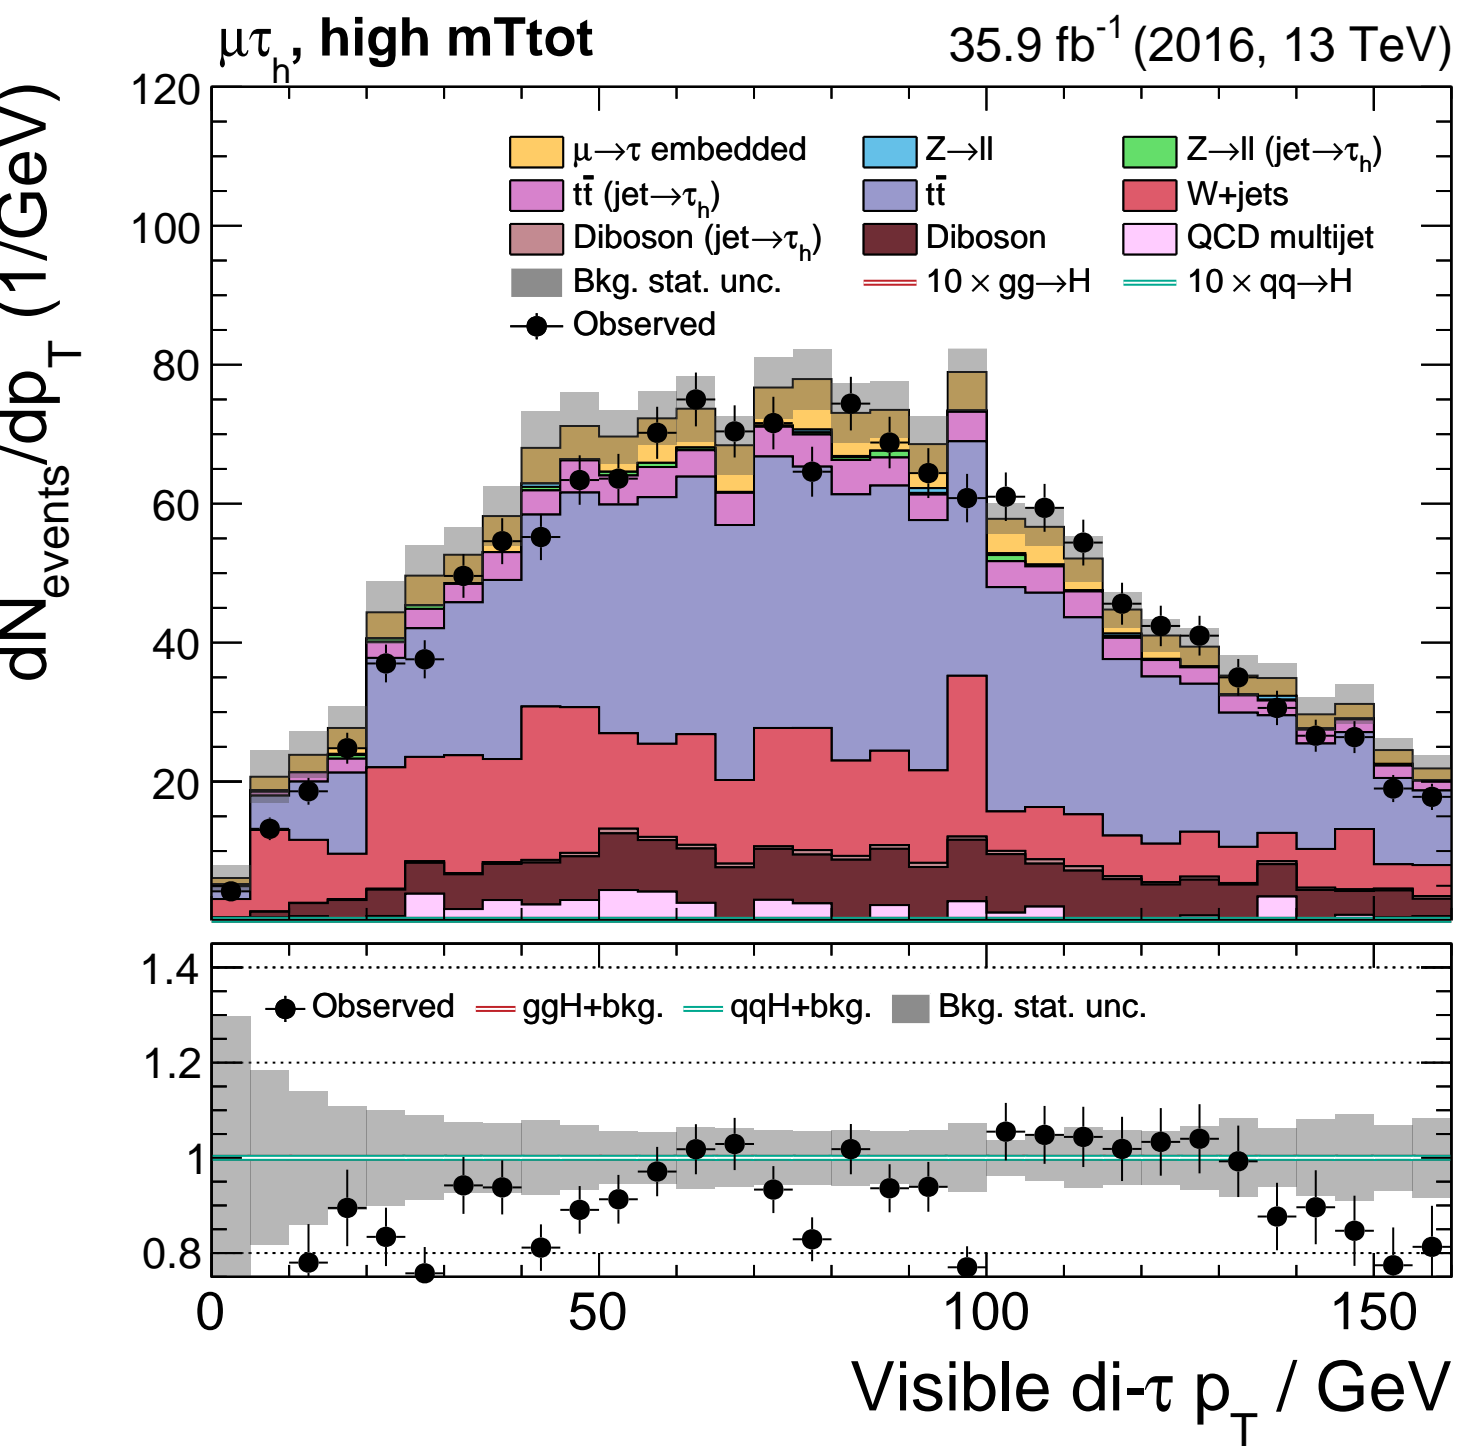 μτh, high mTtot
35.9 fb-1 (2016, 13 TeV)
dNevents/dpT (1/GeV)
120
100
80
60
40
20
μ→τ embedded
Z→ll
Z→ll (jet→τh)
tt̄ (jet→τh)
tt̄
W+jets
Diboson (jet→τh)
Diboson
QCD multijet
Bkg. stat. unc.
10 × gg→H
10 × qq→H
Observed
1.4
1.2
1
0.8
Observed
ggH+bkg.
qqH+bkg.
Bkg. stat. unc.
0
50
100
150
Visible di-τ pT / GeV